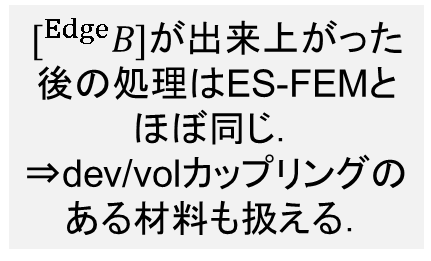 [ᴱᵈᵍᵉB]が出来上がった
後の処理はES-FEMと
ほぼ同じ.
⇒dev/volカップリングの
ある材料も扱える.